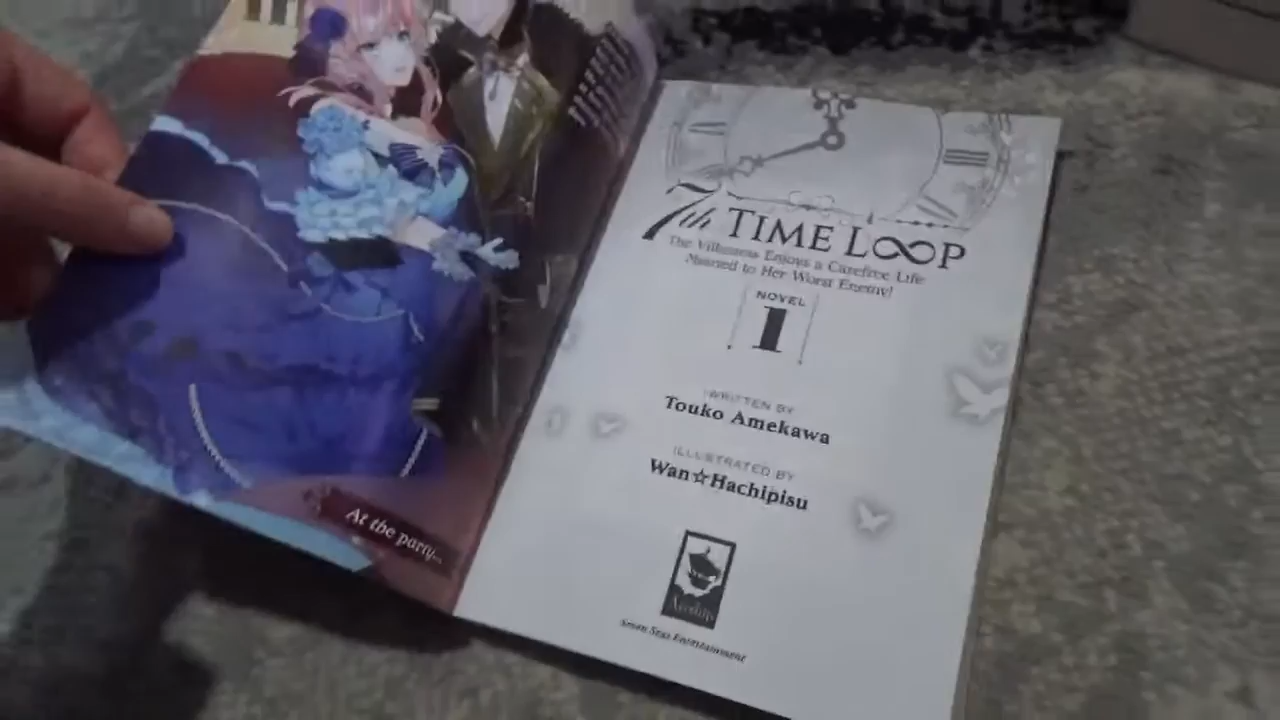 At the party...
7th TIME LOOP
The Villainess Enjoys a Carefree Life
Married to Her Worst Enemy!
NOVEL
1
WRITTEN BY
Touko Amekawa
ILLUSTRATED BY
Wan☆Hachipisu
Airship
Seven Seas Entertainment